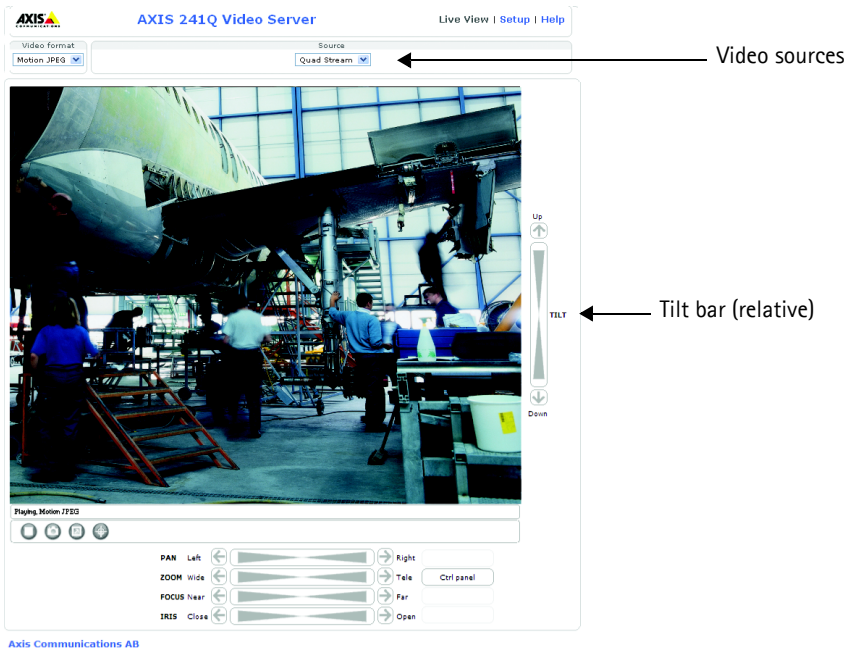 AXIS
COMMUNICATIONS
AXIS 241Q Video Server
Live View | Setup | Help
Video format
Source
Motion JPEG
Quad Stream
Video sources
Up
TILT
Tilt bar (relative)
Down
Playing, Motion JPEG
PAN Left Right
ZOOM Wide Tele Ctrl panel
FOCUS Near Far
IRIS Close Open
Axis Communications AB